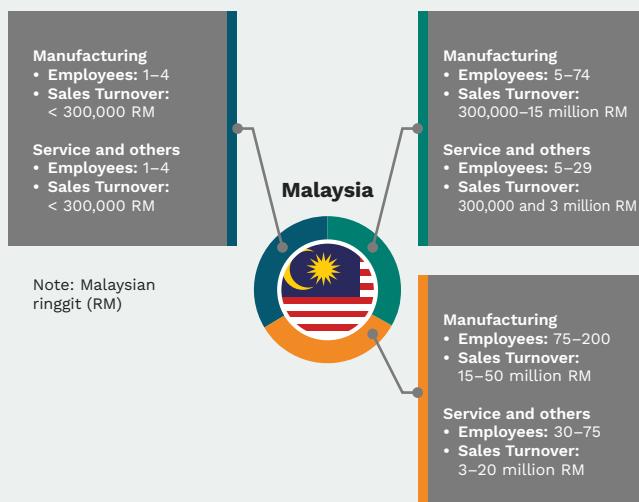 Manufacturing
• Employees: 1–4
• Sales Turnover:
< 300,000 RM
Service and others
• Employees: 1–4
• Sales Turnover:
< 300,000 RM
Manufacturing
• Employees: 5–74
• Sales Turnover:
300,000–15 million RM
Service and others
• Employees: 5–29
• Sales Turnover:
300,000 and 3 million RM
Malaysia
Note: Malaysian
ringgit (RM)
Manufacturing
• Employees: 75–200
• Sales Turnover:
15–50 million RM
Service and others
• Employees: 30–75
• Sales Turnover:
3–20 million RM